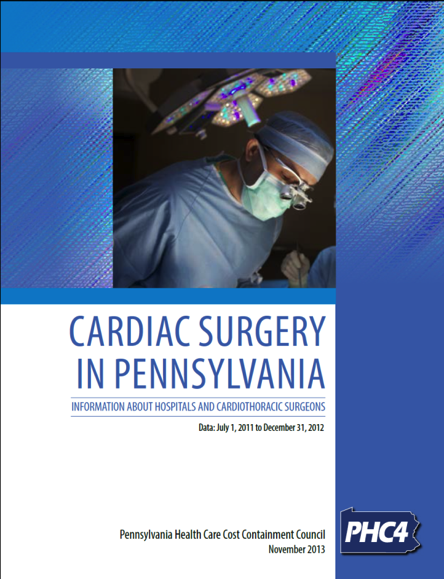 CARDIAC SURGERY
IN PENNSYLVANIA
INFORMATION ABOUT HOSPITALS AND CARDIOTHORACIC SURGEONS
Data: July 1, 2011 to December 31, 2012
Pennsylvania Health Care Cost Containment Council
November 2013
PHC4